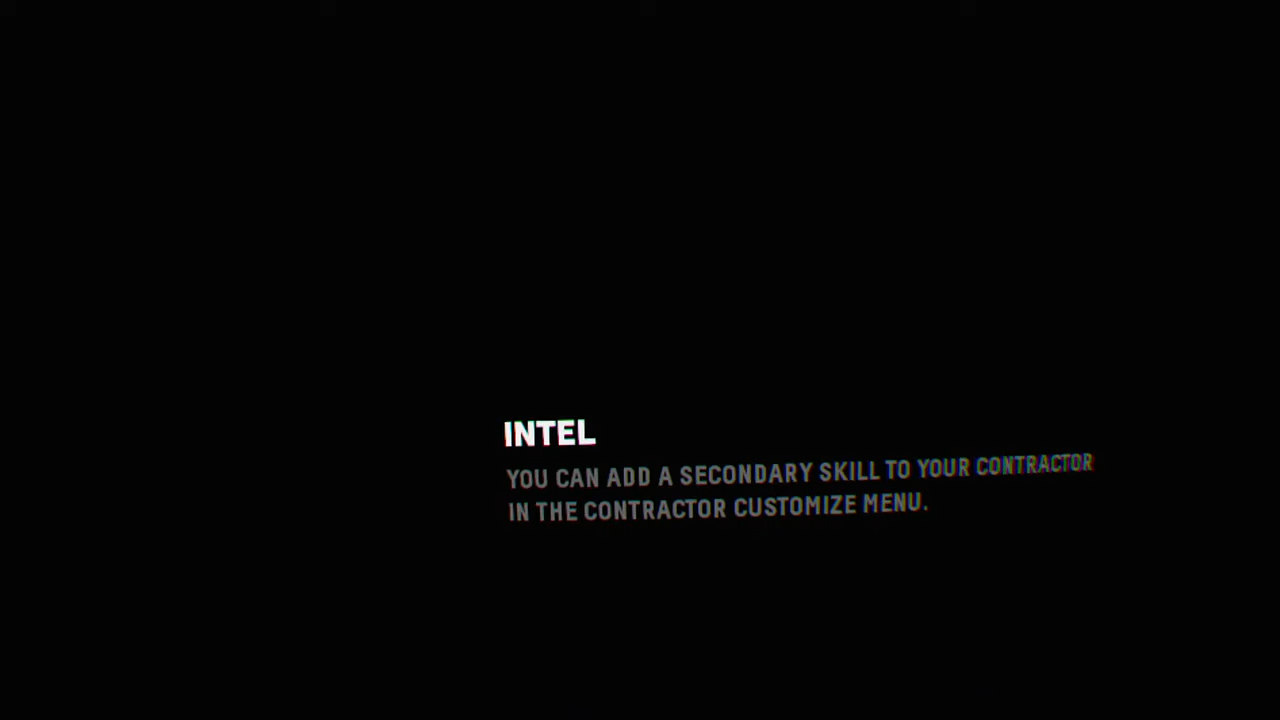 INTEL
YOU CAN ADD A SECONDARY SKILL TO YOUR CONTRACTOR
IN THE CONTRACTOR CUSTOMIZE MENU.